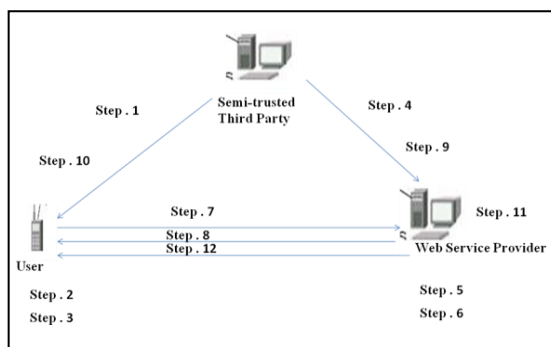 Semi-trusted
Third Party
Step . 1
Step . 4
Step . 10
Step . 9
Step . 7
Step . 11
Step . 8
Step . 12
User
Web Service Provider
Step . 2
Step . 5
Step . 3
Step . 6